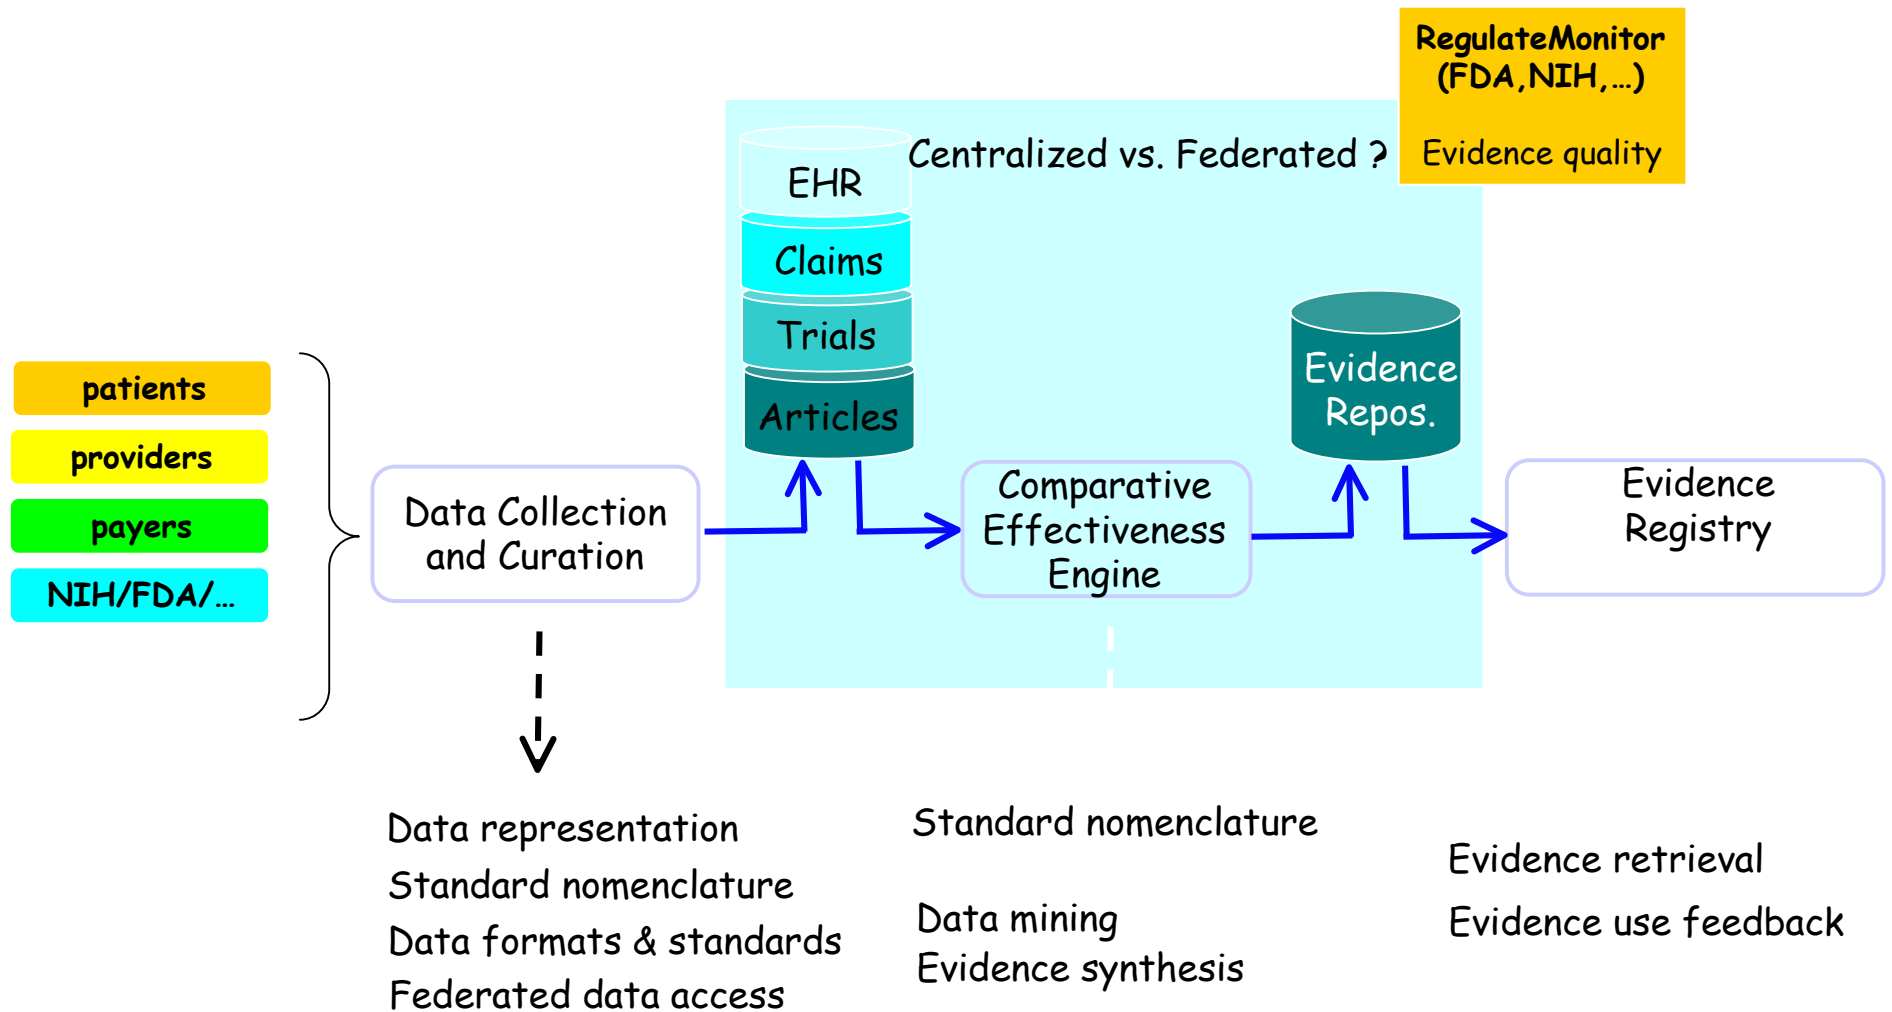 RegulateMonitor
(FDA,NIH,…)
Evidence quality
Centralized vs. Federated ?
EHR
Claims
Trials
Articles
Evidence
Repos.
patients
providers
payers
NIH/FDA/…
Data Collection
and Curation
Comparative
Effectiveness
Engine
Evidence
Registry
Data representation
Standard nomenclature
Data formats & standards
Federated data access
Standard nomenclature
Data mining
Evidence synthesis
Evidence retrieval
Evidence use feedback